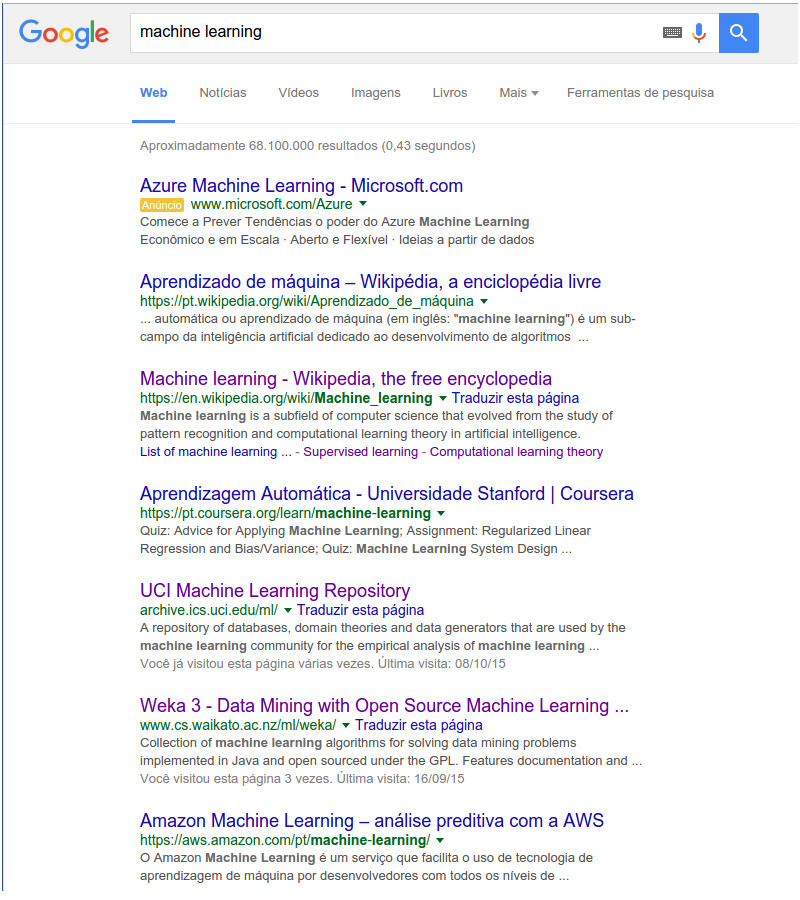 Google machine learning
Web Notícias Vídeos Imagens Livros Mais Ferramentas de pesquisa
Aproximadamente 68.100.000 resultados (0,43 segundos)
Azure Machine Learning - Microsoft.com
Anúncio www.microsoft.com/Azure
Comece a Prever Tendências o poder do Azure Machine Learning
Econômico e em Escala · Aberto e Flexível · Ideias a partir de dados
Aprendizado de máquina – Wikipédia, a enciclopédia livre
https://pt.wikipedia.org/wiki/Aprendizado_de_máquina
... automática ou aprendizado de máquina (em inglês: "machine learning") é um sub-
campo da inteligência artificial dedicado ao desenvolvimento de algoritmos ...
Machine learning - Wikipedia, the free encyclopedia
https://en.wikipedia.org/wiki/Machine_learning Traduzir esta página
Machine learning is a subfield of computer science that evolved from the study of
pattern recognition and computational learning theory in artificial intelligence.
List of machine learning ... - Supervised learning - Computational learning theory
Aprendizagem Automática - Universidade Stanford | Coursera
https://pt.coursera.org/learn/machine-learning
Quiz: Advice for Applying Machine Learning; Assignment: Regularized Linear
Regression and Bias/Variance; Quiz: Machine Learning System Design ...
UCI Machine Learning Repository
archive.ics.uci.edu/ml/ Traduzir esta página
A repository of databases, domain theories and data generators that are used by the
machine learning community for the empirical analysis of machine learning ...
Você já visitou esta página várias vezes. Última visita: 08/10/15
Weka 3 - Data Mining with Open Source Machine Learning ...
www.cs.waikato.ac.nz/ml/weka/ Traduzir esta página
Collection of machine learning algorithms for solving data mining problems
implemented in Java and open sourced under the GPL. Features documentation and ...
Você visitou esta página 3 vezes. Última visita: 16/09/15
Amazon Machine Learning – análise preditiva com a AWS
https://aws.amazon.com/pt/machine-learning/
O Amazon Machine Learning é um serviço que facilita o uso de tecnologia de
aprendizagem de máquina por desenvolvedores com todos os níveis de ...